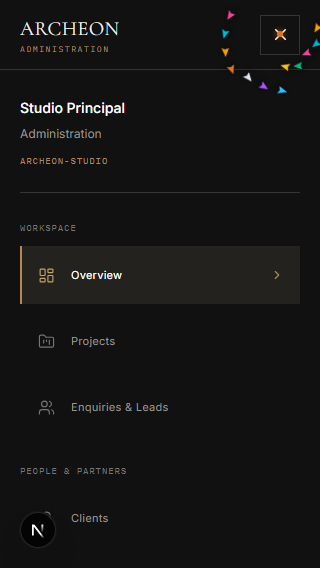 ARCHEON
ADMINISTRATION
Studio Principal
Administration
ARCHEON-STUDIO
WORKSPACE
Overview
Projects
Enquiries & Leads
PEOPLE & PARTNERS
Clients
N